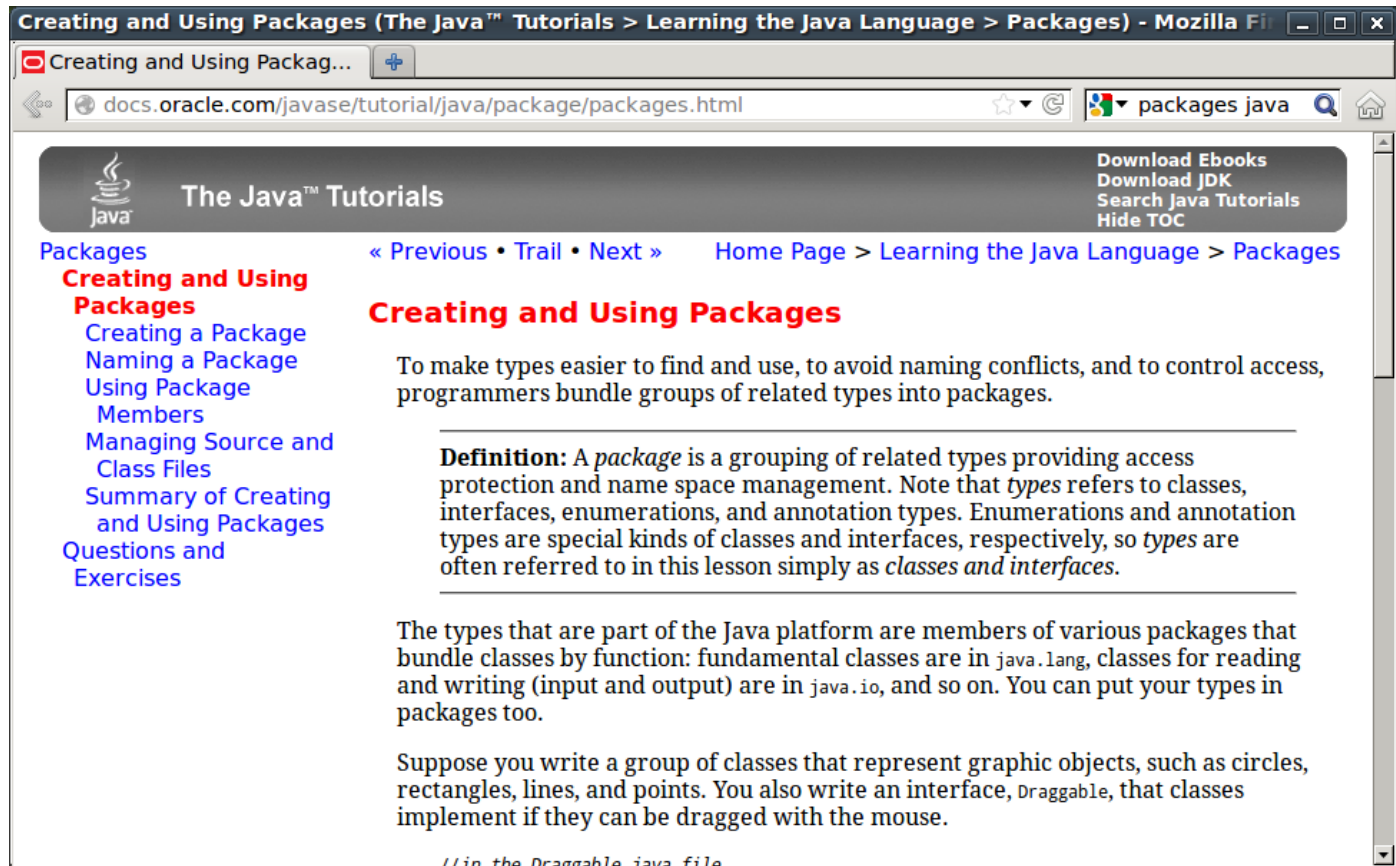 Creating and Using Packages (The Java™ Tutorials > Learning the Java Language > Packages) - Mozilla Fi
Creating and Using Packag...
docs.oracle.com/javase/tutorial/java/package/packages.html
packages java
Java
The Java™ Tutorials
Download Ebooks
Download JDK
Search Java Tutorials
Hide TOC
Packages
Creating and Using
Packages
Creating a Package
Naming a Package
Using Package
Members
Managing Source and
Class Files
Summary of Creating
and Using Packages
Questions and
Exercises
« Previous • Trail • Next »
Home Page > Learning the Java Language > Packages
Creating and Using Packages
To make types easier to find and use, to avoid naming conflicts, and to control access,
programmers bundle groups of related types into packages.
Definition: A package is a grouping of related types providing access
protection and name space management. Note that types refers to classes,
interfaces, enumerations, and annotation types. Enumerations and annotation
types are special kinds of classes and interfaces, respectively, so types are
often referred to in this lesson simply as classes and interfaces.
The types that are part of the Java platform are members of various packages that
bundle classes by function: fundamental classes are in java.lang, classes for reading
and writing (input and output) are in java.io, and so on. You can put your types in
packages too.
Suppose you write a group of classes that represent graphic objects, such as circles,
rectangles, lines, and points. You also write an interface, Draggable, that classes
implement if they can be dragged with the mouse.
//in the Draggable java file